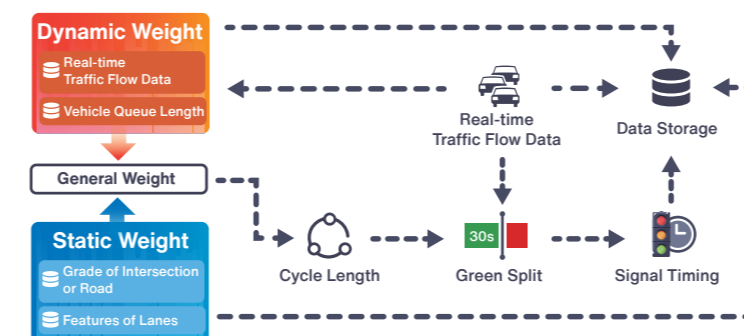 Dynamic Weight
Real-time
Traffic Flow Data
Vehicle Queue Length
General Weight
Static Weight
Grade of Intersection
or Road
Features of Lanes
Real-time
Traffic Flow Data
Data Storage
Cycle Length
30s
Green Split
Signal Timing